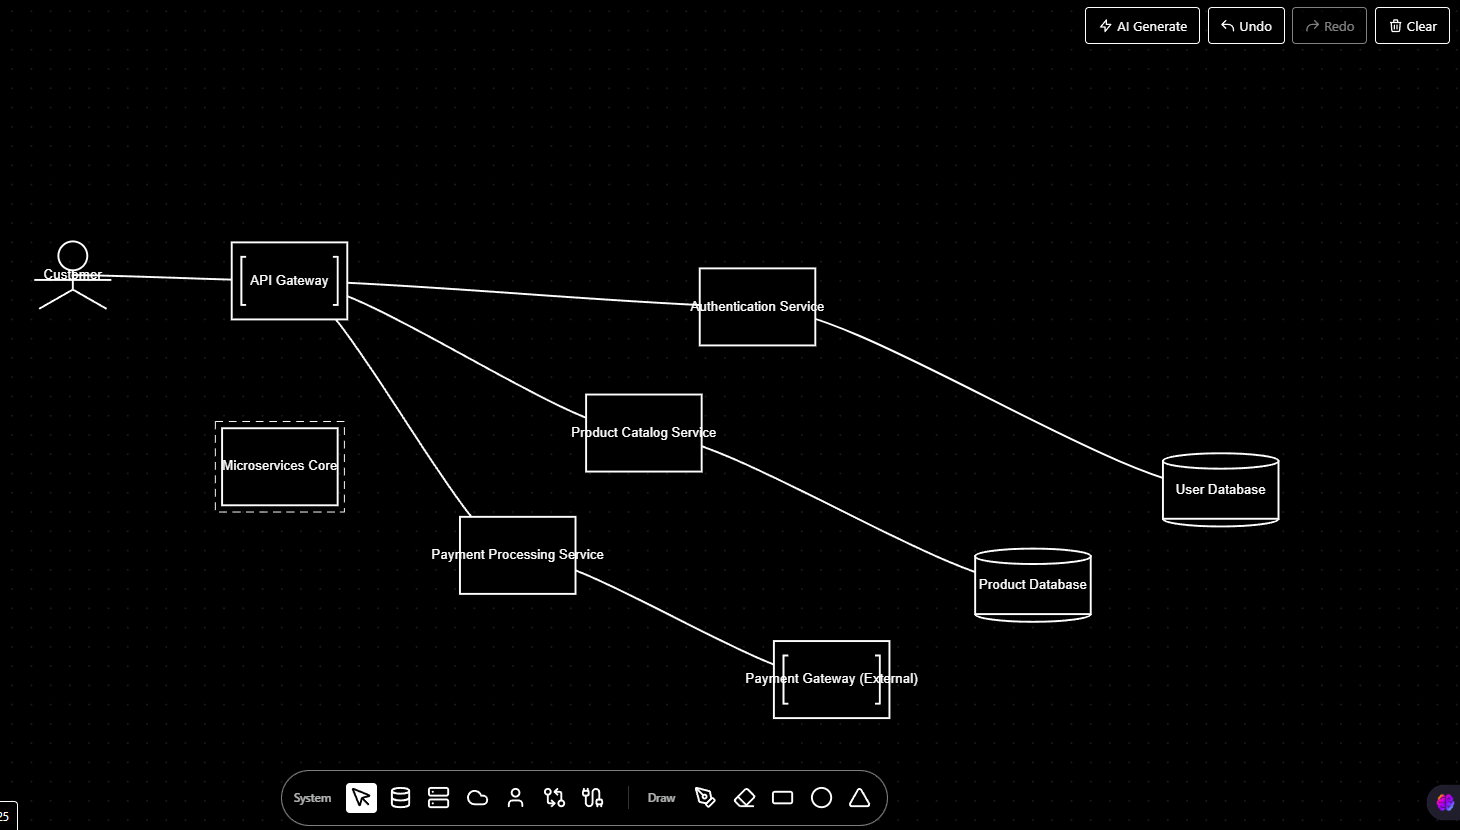 AI Generate
Undo
Redo
Clear
Customer
API Gateway
Authentication Service
Product Catalog Service
Microservices Core
User Database
Payment Processing Service
Product Database
Payment Gateway (External)
System
Draw
25